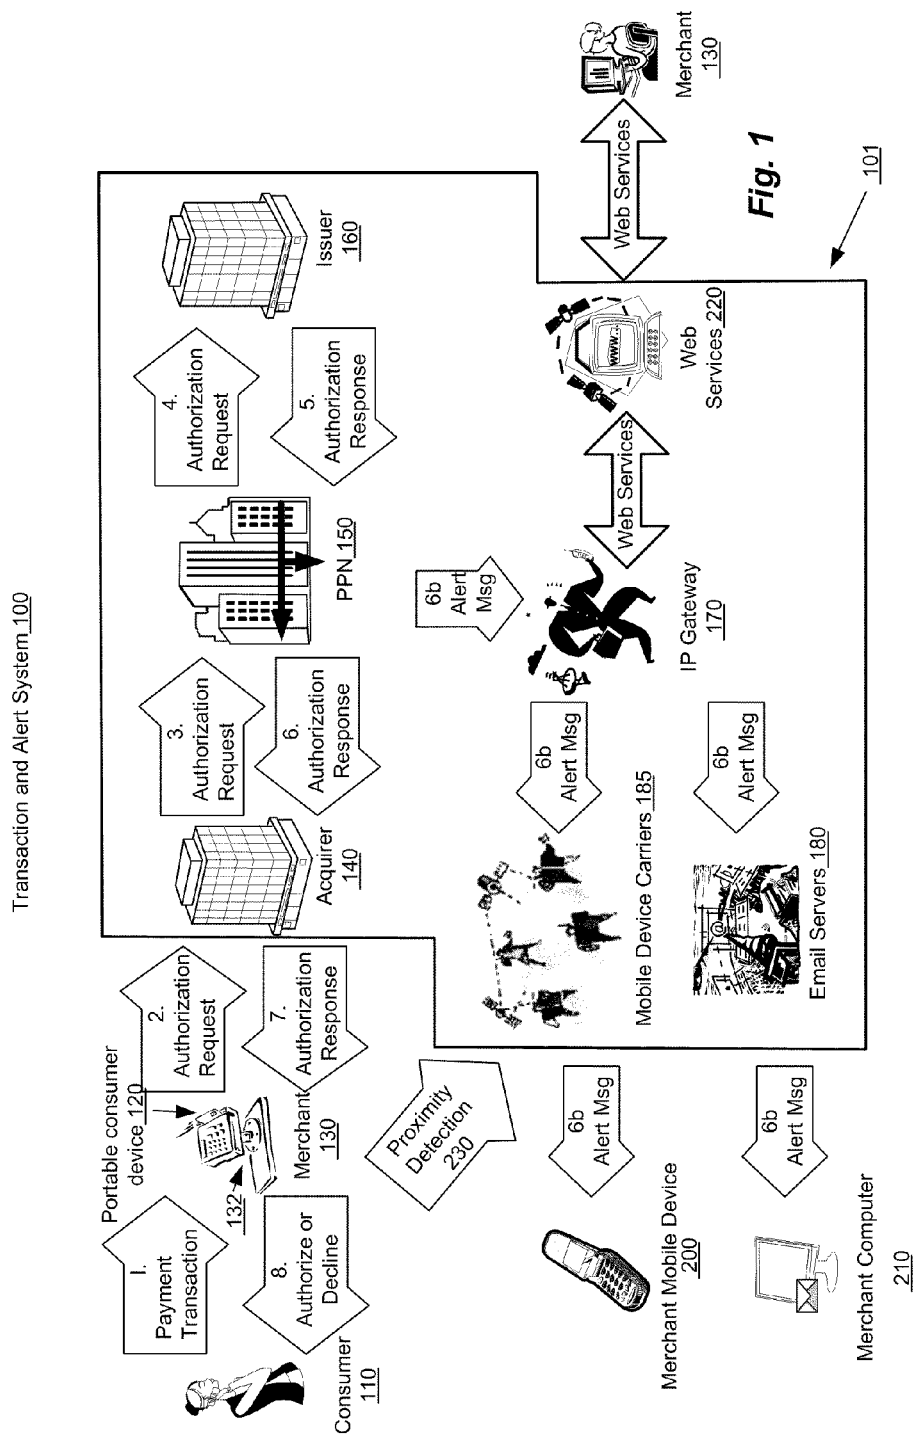 Transaction and Alert System 100
1.
Payment
Transaction
Portable consumer
device 120
132
2.
Authorization
Request
3.
Authorization
Request
4.
Authorization
Request
Consumer
110
8.
Authorize or
Decline
Merchant
130
7.
Authorization
Response
Acquirer
140
6.
Authorization
Response
PPN 150
5.
Authorization
Response
Issuer
160
Proximity
Detection
230
6b
Alert
Msg
6b
Alert Msg
Mobile Device Carriers 185
6b
Alert Msg
IP Gateway
170
Web Services
www...
Web
Services 220
Web Services
Merchant
130
Merchant Mobile Device
200
6b
Alert Msg
@
Email Servers 180
6b
Alert Msg
Merchant Computer
210
101
Fig. 1